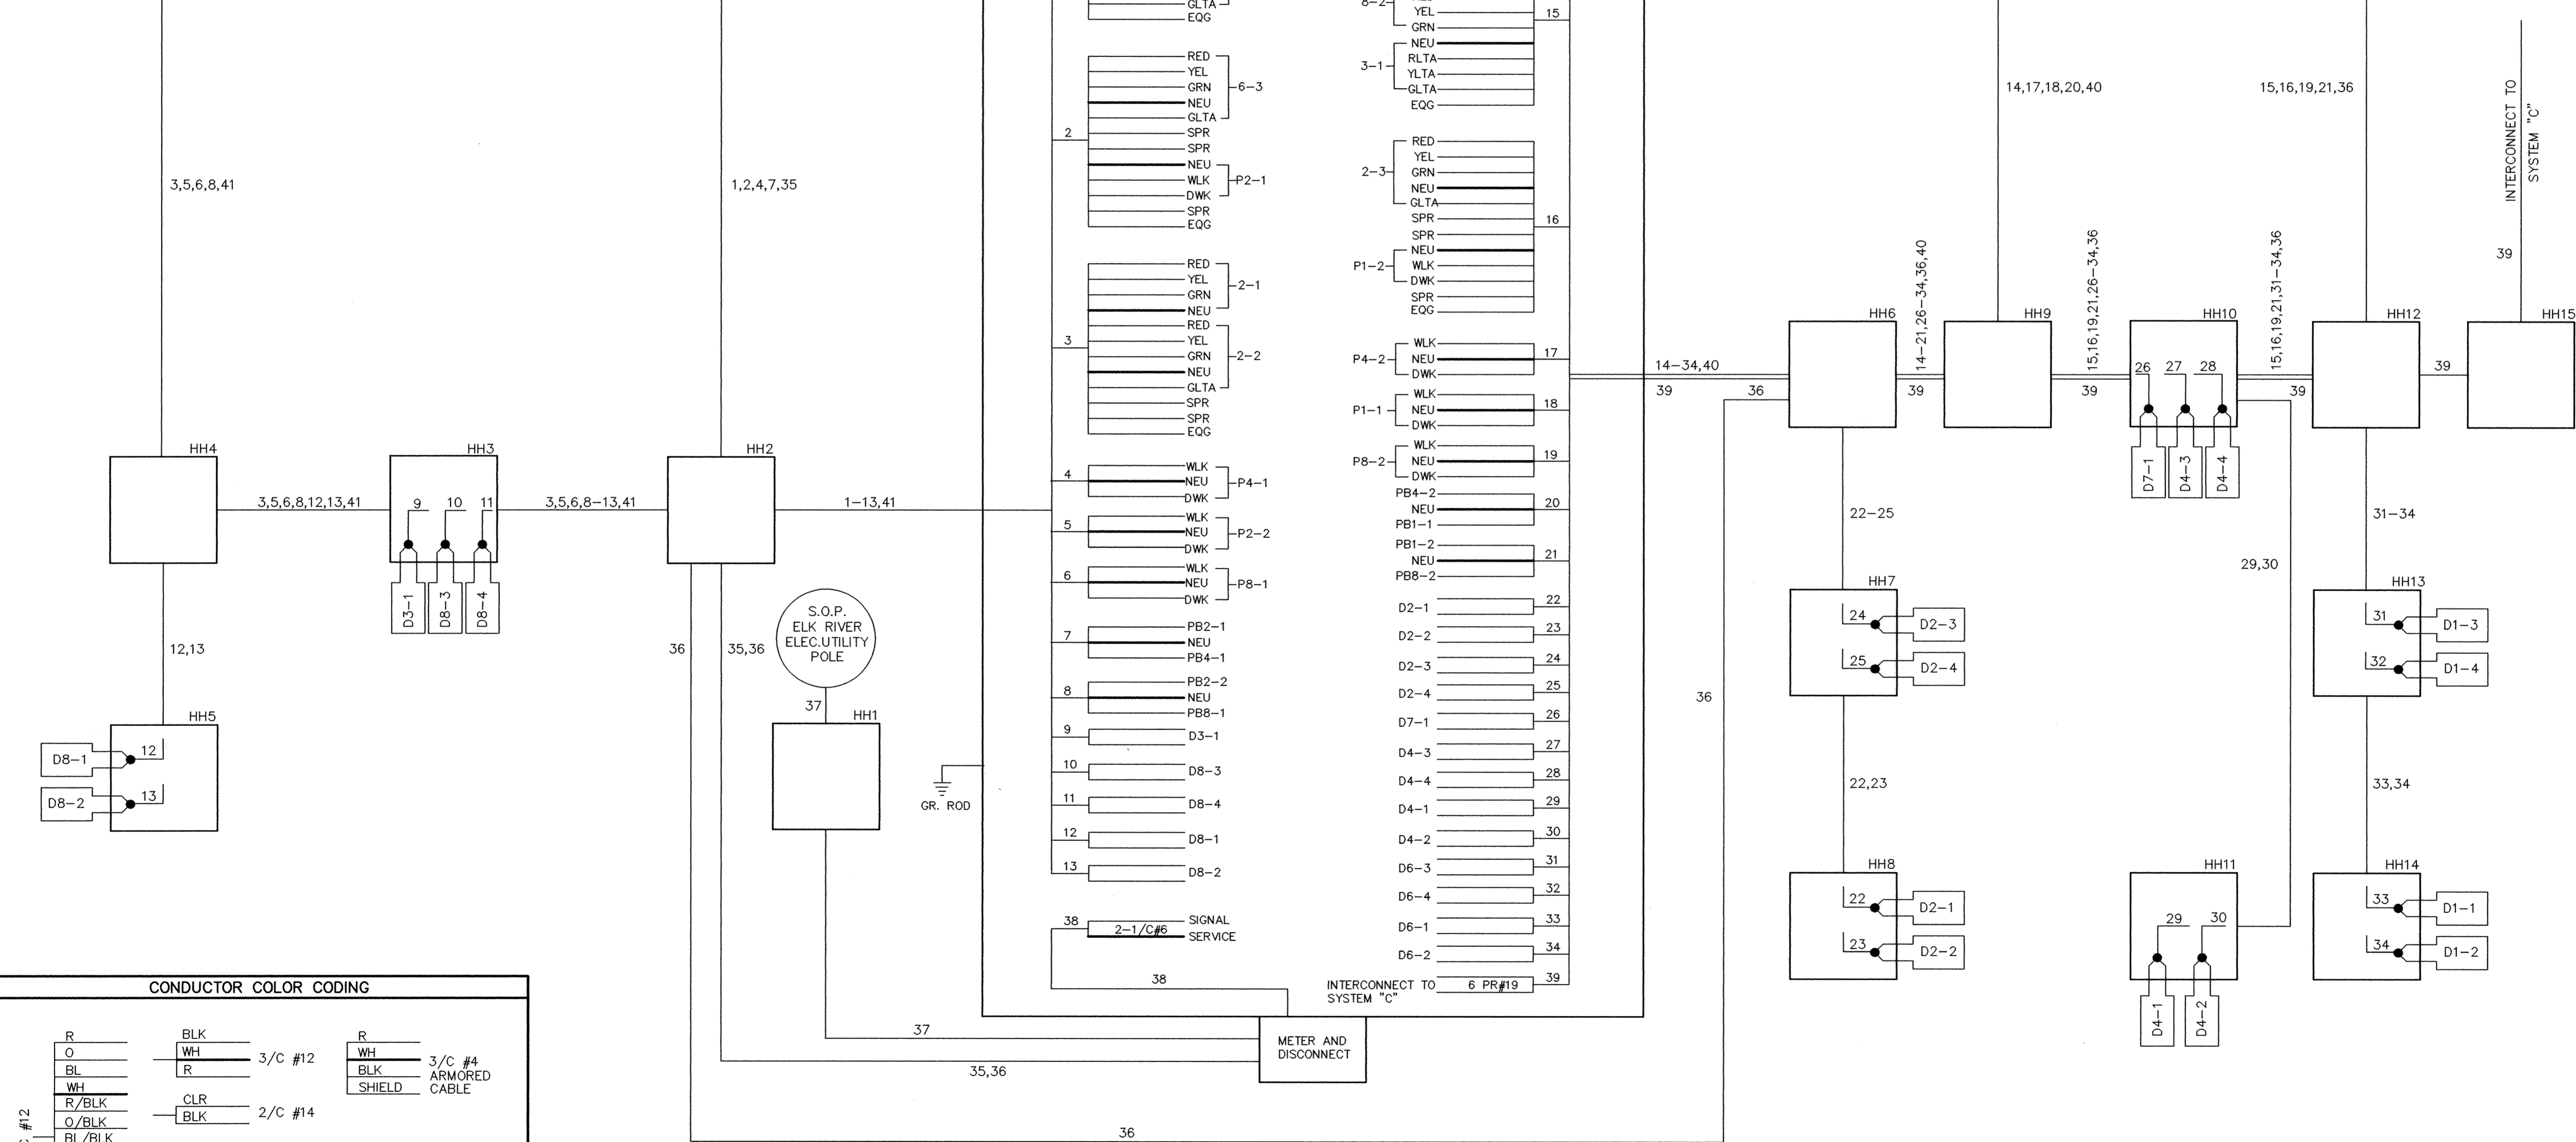 GLTA
EQG
RED
YEL
GRN
6-3
NEU
GLTA
2
SPR
SPR
NEU
WLK
P2-1
DWK
SPR
EQG
RED
YEL
2-1
GRN
NEU
RED
3
YEL
GRN
2-2
NEU
GLTA
SPR
SPR
EQG
4
WLK
NEU
P4-1
DWK
5
WLK
NEU
P2-2
DWK
6
WLK
NEU
P8-1
DWK
7
PB2-1
NEU
PB4-1
8
PB2-2
NEU
PB8-1
9
D3-1
10
D8-3
11
D8-4
12
D8-1
13
D8-2
38
SIGNAL
2-1/C#6
SERVICE
38
8-2
YEL
15
GRN
NEU
RLTA
3-1
YLTA
GLTA
EQG
RED
YEL
2-3
GRN
NEU
GLTA
SPR
16
SPR
NEU
P1-2
WLK
DWK
SPR
EQG
WLK
P4-2
NEU
17
DWK
WLK
P1-1
NEU
18
DWK
WLK
P8-2
NEU
19
DWK
PB4-2
NEU
20
PB1-1
PB1-2
NEU
21
PB8-2
D2-1
22
D2-2
23
D2-3
24
D2-4
25
D7-1
26
D4-3
27
D4-4
28
D4-1
29
D4-2
30
D6-3
31
D6-4
32
D6-1
33
D6-2
34
INTERCONNECT TO
SYSTEM "C"
6 PR#19
39
3,5,6,8,41
1,2,4,7,35
HH4
3,5,6,8,12,13,41
HH3
9 10 11
D3-1
D8-3
D8-4
3,5,6,8-13,41
HH2
1-13,41
12,13
HH5
D8-1
12
D8-2
13
36
35,36
S.O.P.
ELK RIVER
ELEC.UTILITY
POLE
37
HH1
GR. ROD
37
35,36
METER AND
DISCONNECT
36
14,17,18,20,40
15,16,19,21,36
INTERCONNECT TO
SYSTEM "C"
39
14-34,40
39
36
HH6
14-21,26-34,36,40
39
HH9
15,16,19,21,26-34,36
39
HH10
26 27 28
D7-1
D4-3
D4-4
15,16,19,21,31-34,36
39
HH12
39
HH15
36
22-25
HH7
24
D2-3
25
D2-4
22,23
HH8
22
D2-1
23
D2-2
29,30
HH11
29 30
D4-1
D4-2
31-34
HH13
31
D1-3
32
D1-4
33,34
HH14
33
D1-1
34
D1-2
CONDUCTOR COLOR CODING
#12
R
O
BL
WH
R/BLK
O/BLK
BL/BLK
BLK
WH
3/C #12
R
CLR
BLK
2/C #14
R
WH
BLK
SHIELD
3/C #4
ARMORED
CABLE